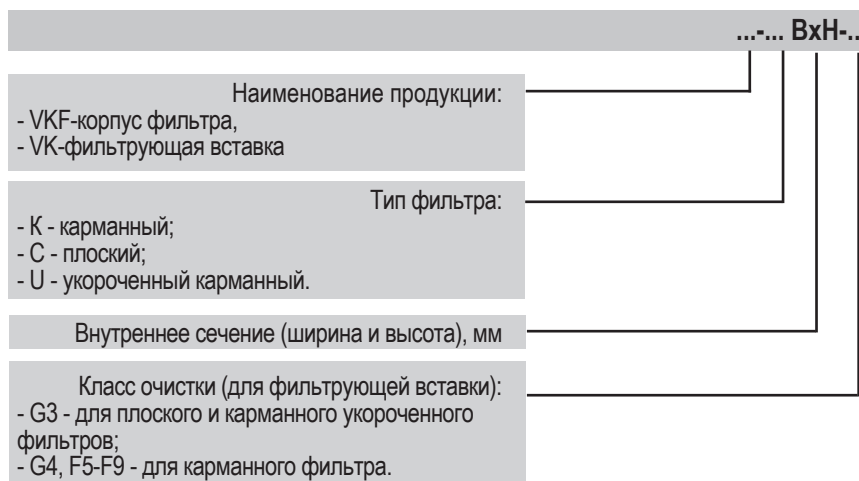 ...-... BxH-..
Наименование продукции:
- VKF-корпус фильтра,
- VK-фильтрующая вставка
Тип фильтра:
- К - карманный;
- С - плоский;
- U - укороченный карманный.
Внутреннее сечение (ширина и высота), мм
Класс очистки (для фильтрующей вставки):
- G3 - для плоского и карманного укороченного
фильтров;
- G4, F5-F9 - для карманного фильтра.